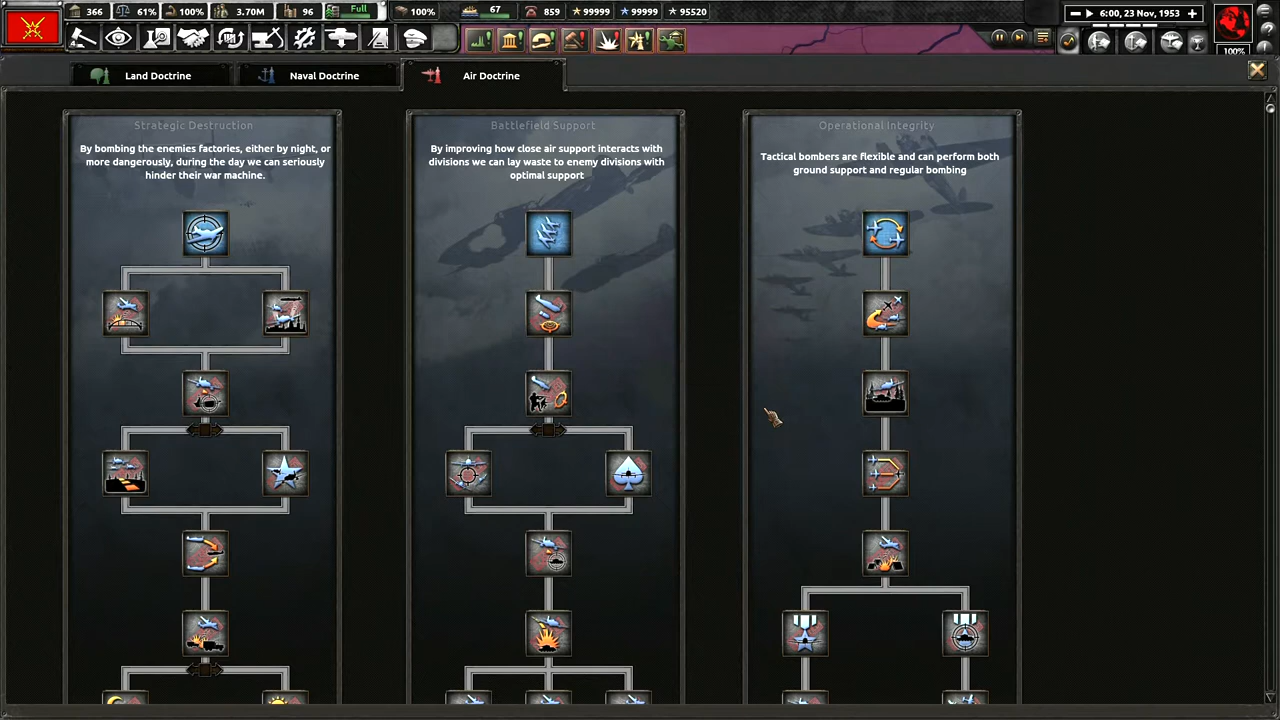 366 61% 100% 3.70M 96 Full 100% 67 859 99999 99999 95520 6:00, 23 Nov, 1953
100%
Land Doctrine Naval Doctrine Air Doctrine
Strategic Destruction
By bombing the enemies factories, either by night, or
more dangerously, during the day we can seriously
hinder their war machine.
Battlefield Support
By improving how close air support interacts with
divisions we can lay waste to enemy divisions with
optimal support
Operational Integrity
Tactical bombers are flexible and can perform both
ground support and regular bombing